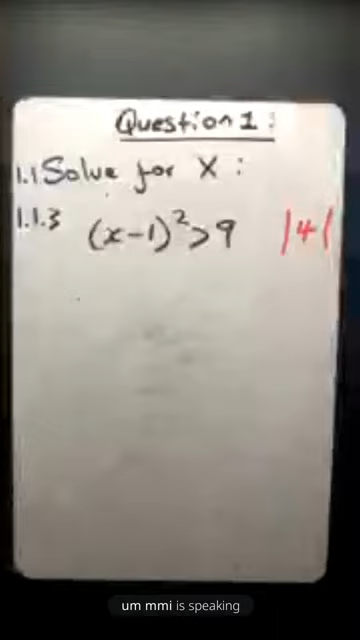 Question 1:
1.1 Solve for X:
1.1.3 (x-1)²>9 |4|
um mmi is speaking